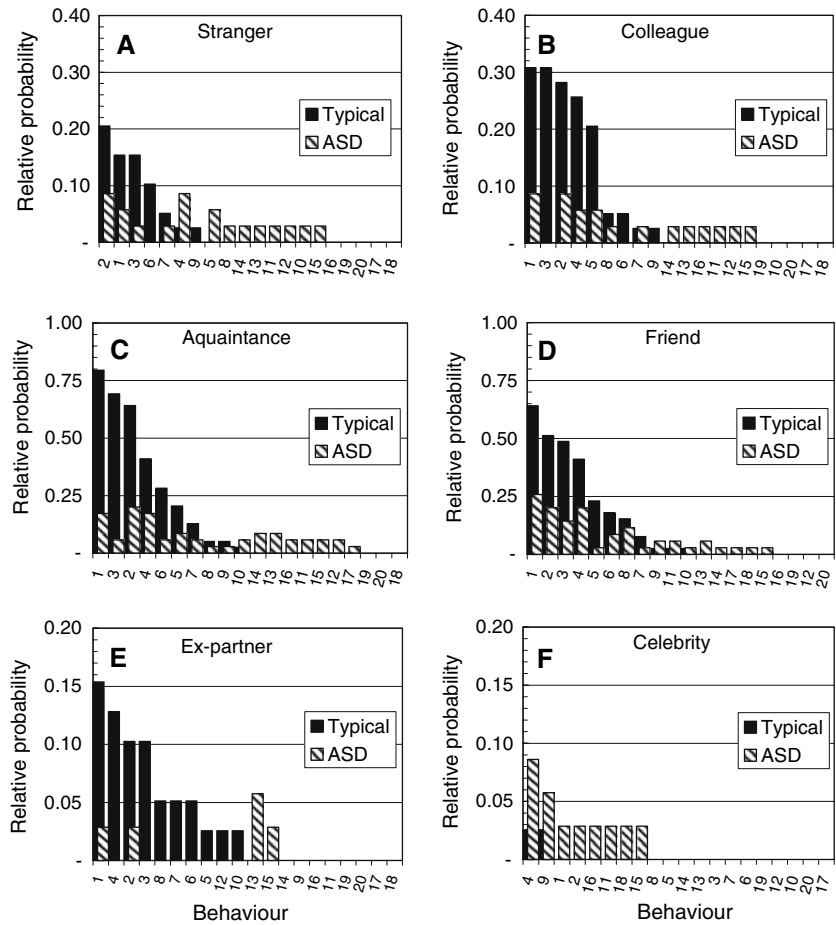 A
Stranger
Relative probability
0.40
0.30
0.20
0.10
-
Typical
ASD
2 1 3 6 7 4 9 5 8 14 13 11 12 10 15 16 19 20 17 18
B
Colleague
Relative probability
0.40
0.30
0.20
0.10
-
Typical
ASD
1 3 2 4 5 8 6 7 9 14 13 16 11 12 15 19 10 20 17 18
C
Aquaintance
Relative probability
1.00
0.75
0.50
0.25
-
Typical
ASD
1 3 2 4 6 5 7 8 9 10 14 13 16 11 15 12 17 19 20 18
D
Friend
Relative probability
1.00
0.75
0.50
0.25
-
Typical
ASD
1 2 3 4 5 6 8 7 9 11 10 13 14 17 18 15 16 19 12 20
E
Ex-partner
Relative probability
0.20
0.15
0.10
0.05
-
Typical
ASD
1 4 2 3 8 7 6 5 12 10 13 15 14 9 16 11 19 20 17 18
Behaviour
F
Celebrity
Relative probability
0.20
0.15
0.10
0.05
-
Typical
ASD
4 9 1 2 16 11 18 15 8 5 14 13 3 7 6 19 12 10 20 17
Behaviour